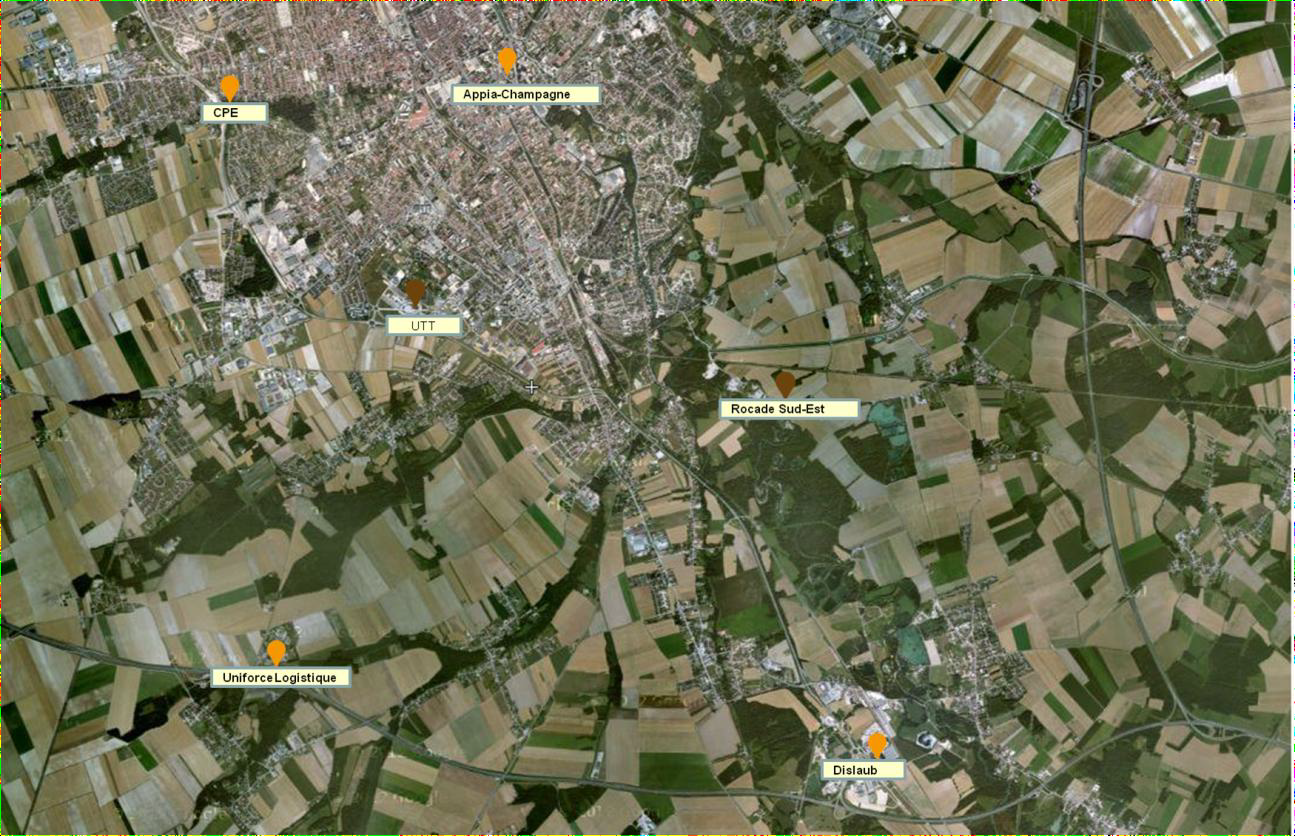 Appia-Champagne
CPE
UTT
Rocade Sud-Est
Uniforce Logistique
Dislaub